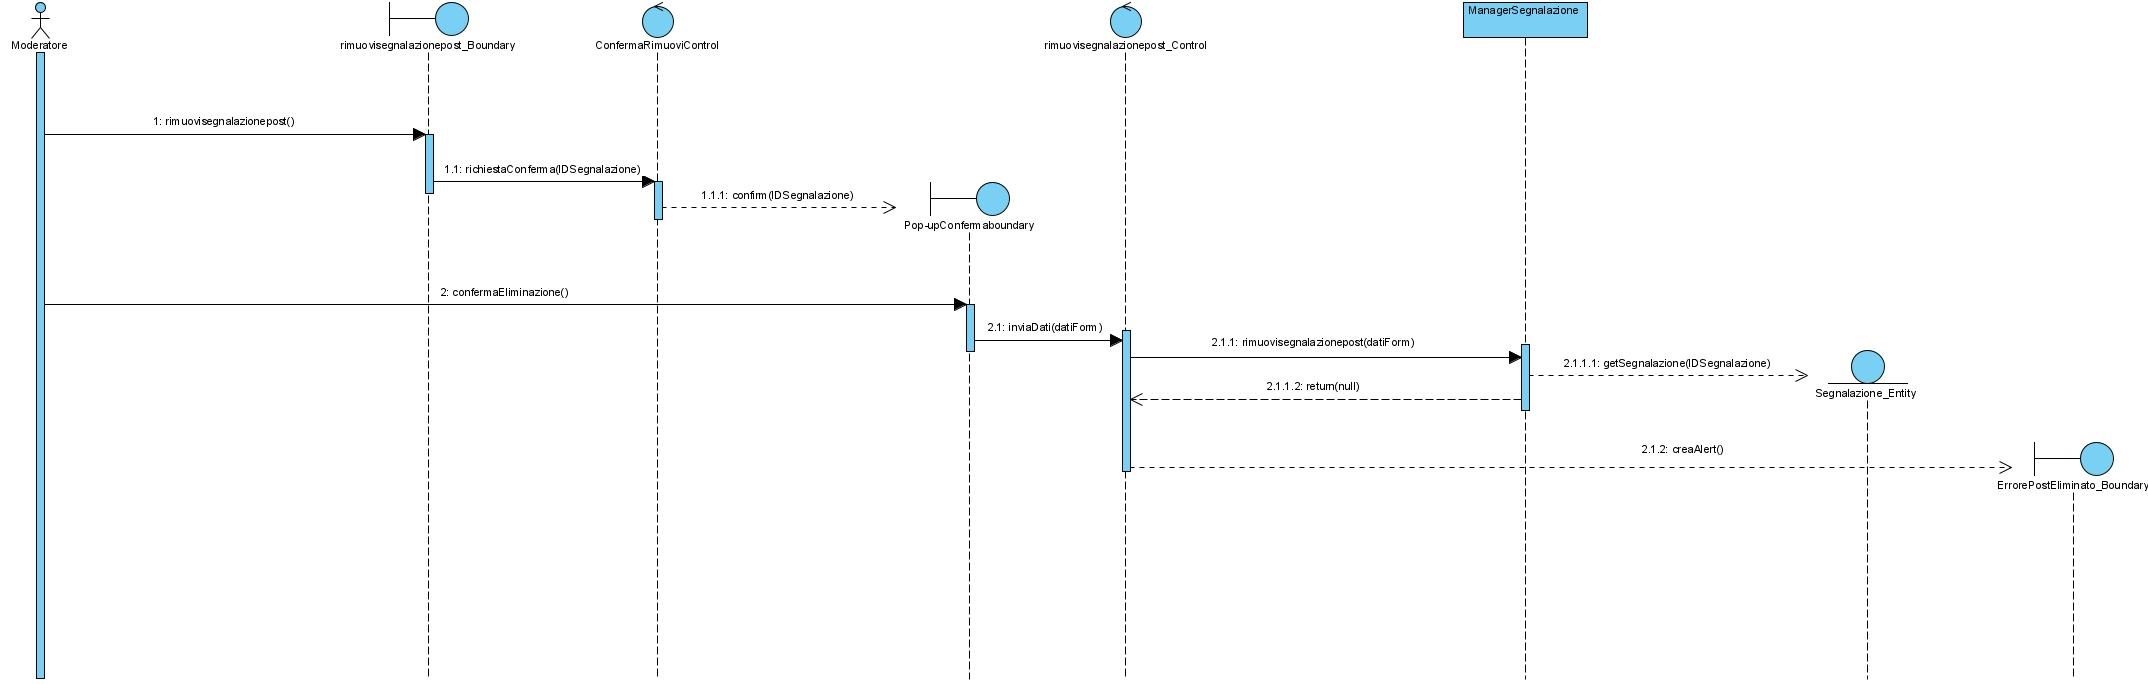 Moderatore
rimuovisegnalazionepost_Boundary
ConfermaRimuoviControl
rimuovisegnalazionepost_Control
ManagerSegnalazione
1: rimuovisegnalazionepost()
1.1: richiestaConferma(IDSegnalazione)
1.1.1: confirm(IDSegnalazione)
Pop-upConfermaboundary
2: confermaEliminazione()
2.1: inviaDati(datiForm)
2.1.1: rimuovisegnalazionepost(datiForm)
2.1.1.1: getSegnalazione(IDSegnalazione)
2.1.1.2: return(null)
Segnalazione_Entity
2.1.2: creaAlert()
ErrorePostEliminato_Boundary